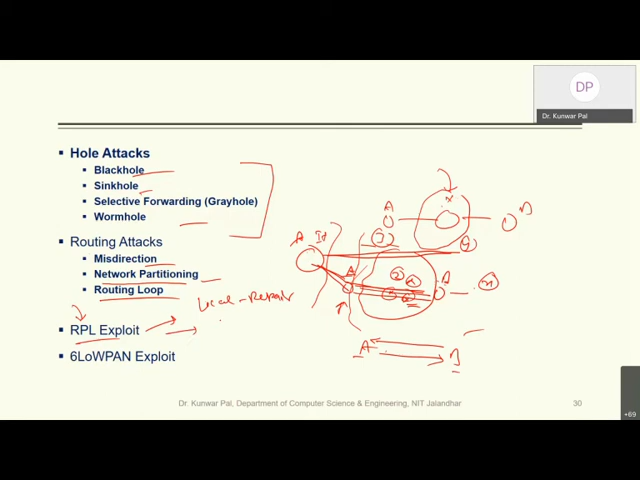 DP
Dr. Kunwar Pal
Hole Attacks
Blackhole
Sinkhole
Selective Forwarding (Grayhole)
Wormhole
Routing Attacks
Misdirection
Network Partitioning
Routing Loop
Local-Repair
RPL Exploit
6LoWPAN Exploit
A
A
A
A
Dr. Kunwar Pal, Department of Computer Science & Engineering, NIT Jalandhar
30
+69